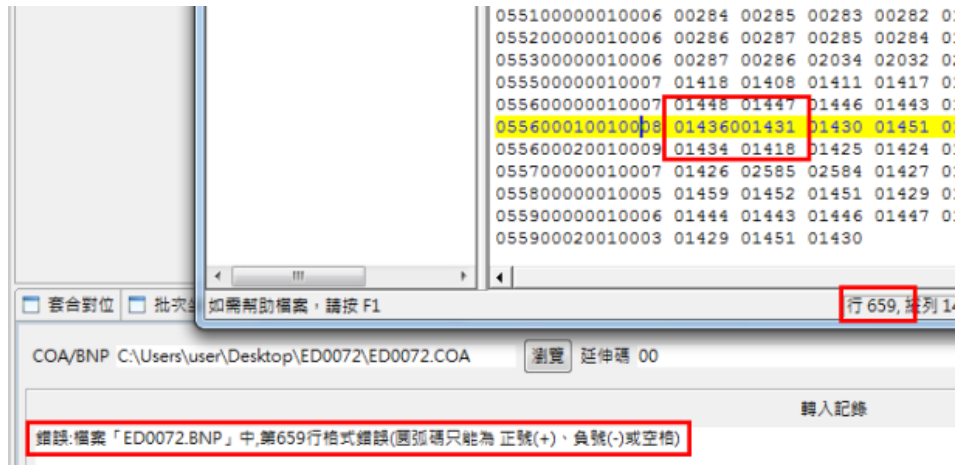 055100000010006 00284 00285 00283 00282
055200000010006 00286 00287 00285 00284
055300000010006 00287 00286 02034 02032
055500000010007 01418 01408 01411 01417
055600000010007 01448 01447 01446 01443
055600010010008 01436001431 01430 01451
055600020010009 01434 01418 01425 01424
055700000010007 01426 02585 02584 01427
055800000010005 01459 01452 01451 01429
055900000010006 01444 01443 01446 01447
055900020010003 01429 01451 01430
套合對位 批次
如需幫助檔案，請按 F1
行 659, 縱列 14
COA/BNP C:\Users\user\Desktop\ED0072\ED0072.COA 瀏覽 延伸碼 00
轉入記錄
錯誤:檔案「ED0072.BNP」中,第659行格式錯誤(圓弧碼只能為 正號(+)、負號(-)或空格)